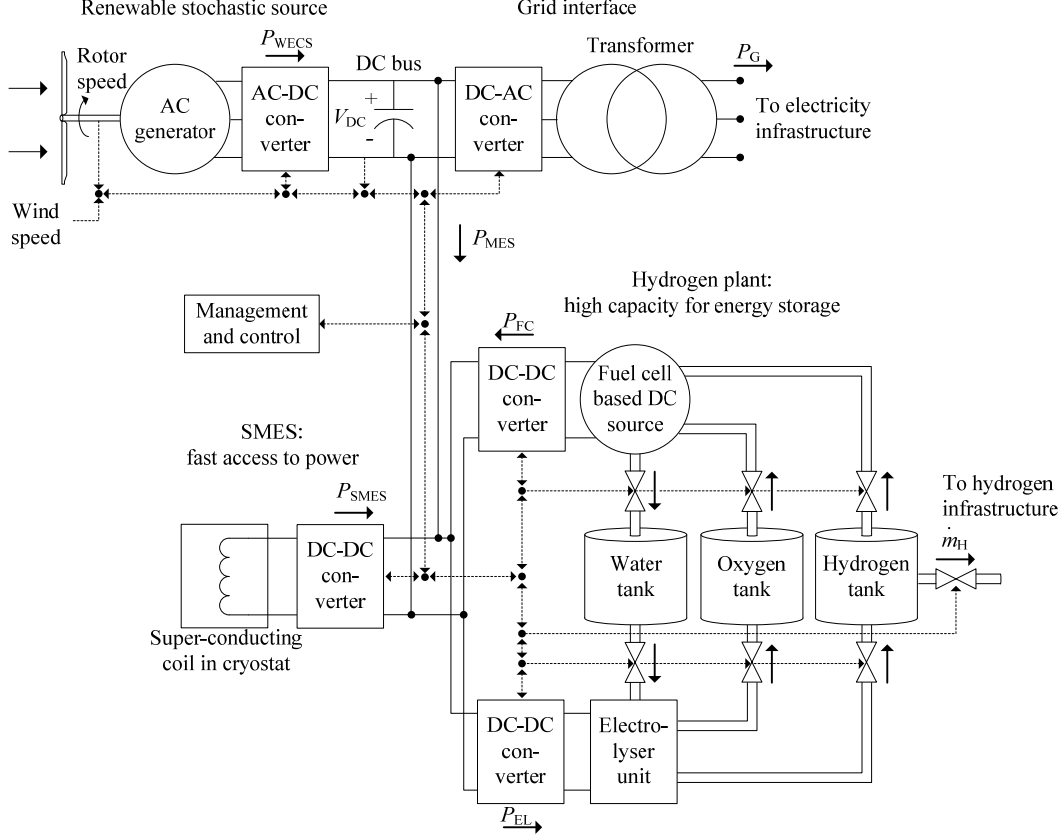 Renewable stochastic source
Grid interface
P_WECS
Transformer
P_G
Rotor
speed
DC bus
AC
generator
AC-DC
con-
verter
+
V_DC
-
DC-AC
con-
verter
To electricity
infrastructure
Wind
speed
P_MES
Hydrogen plant:
high capacity for energy storage
Management
and control
P_FC
DC-DC
con-
verter
Fuel cell
based DC
source
SMES:
fast access to power
P_SMES
To hydrogen
infrastructure
ṁ_H
DC-DC
con-
verter
Water
tank
Oxygen
tank
Hydrogen
tank
Super-conducting
coil in cryostat
DC-DC
con-
verter
Electro-
lyser
unit
P_EL